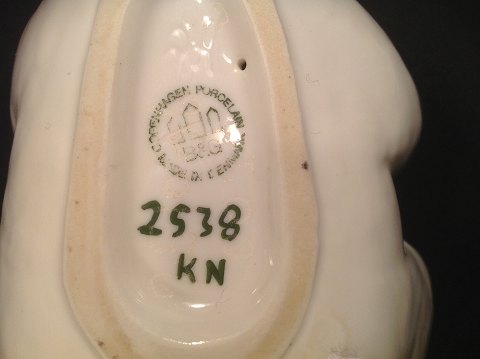 COPENHAGEN PORCELAIN
B&G
MADE IN DENMARK
2538
KN